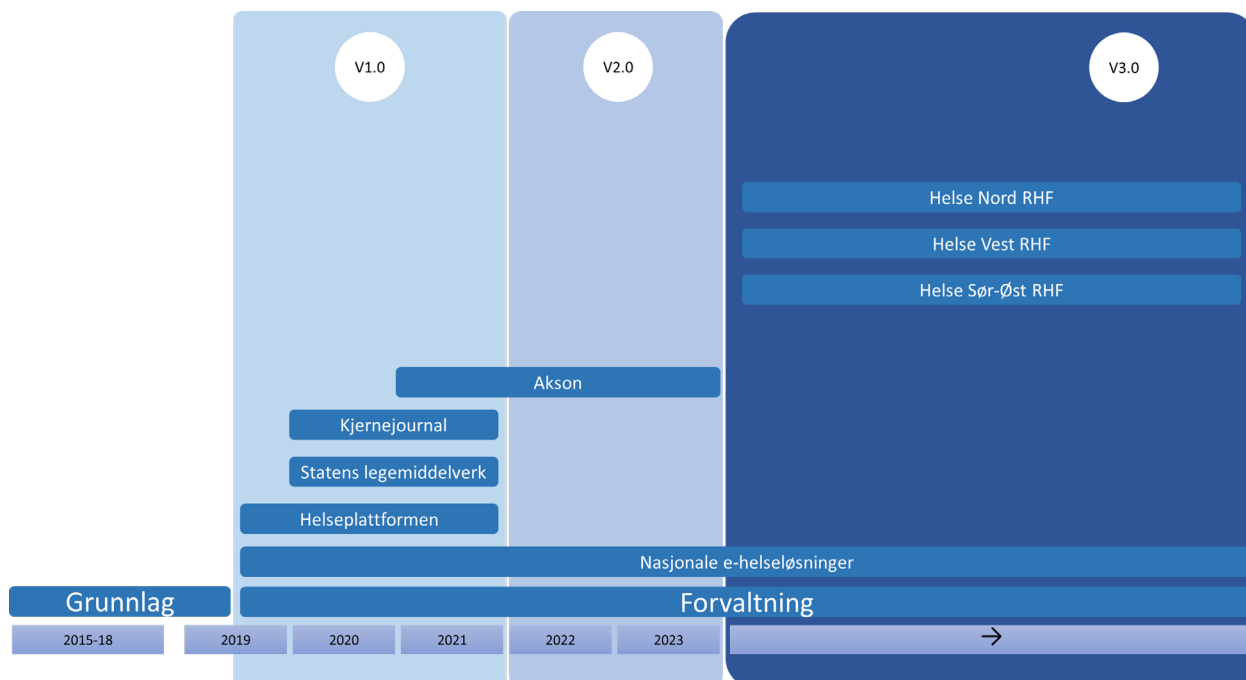 V1.0
V2.0
V3.0
Helse Nord RHF
Helse Vest RHF
Helse Sør-Øst RHF
Akson
Kjernejournal
Statens legemiddelverk
Helseplattformen
Nasjonale e-helseløsninger
Grunnlag
Forvaltning
2015-18
2019
2020
2021
2022
2023
→